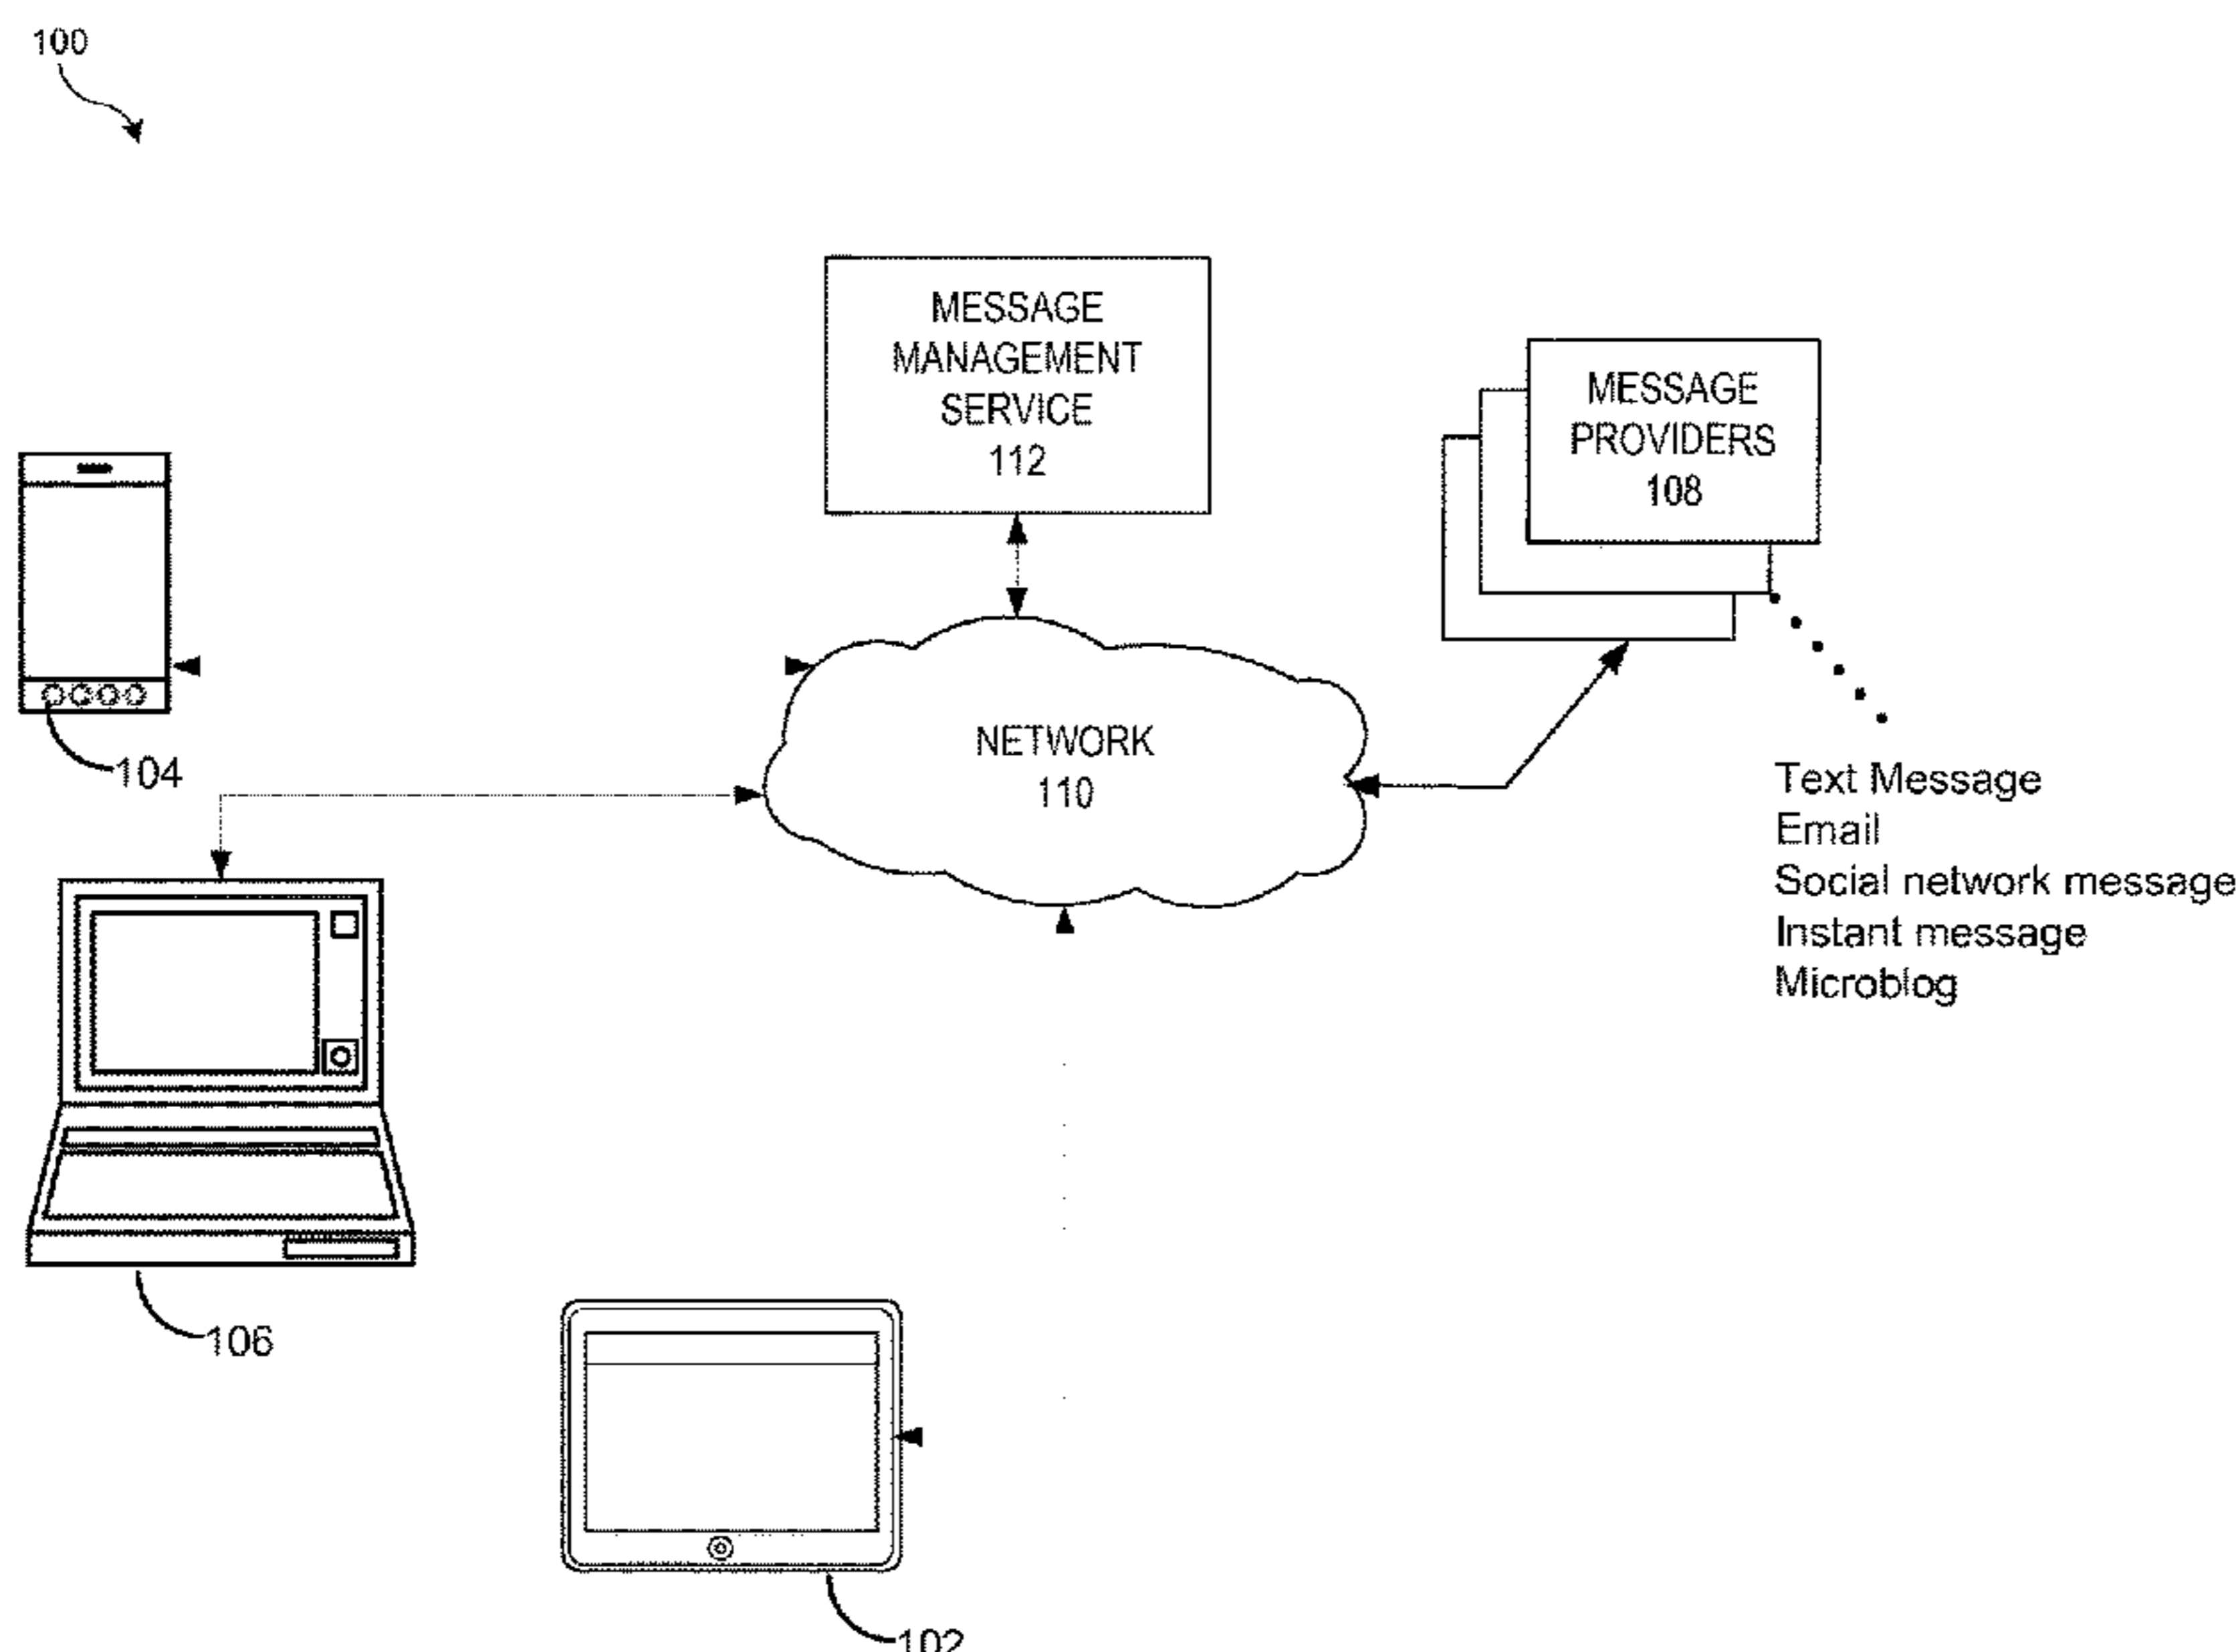 100
MESSAGE
MANAGEMENT
SERVICE
112
MESSAGE
PROVIDERS
108
104
NETWORK
110
Text Message
Email
Social network message
Instant message
Microblog
106
102